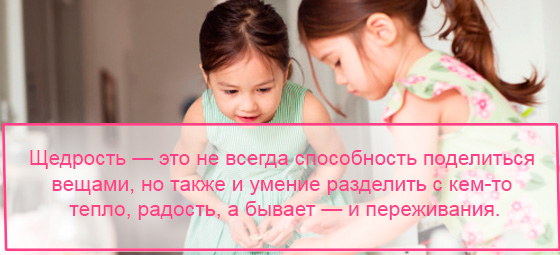 Щедрость — это не всегда способность поделиться
вещами, но также и умение разделить с кем-то
тепло, радость, а бывает — и переживания.